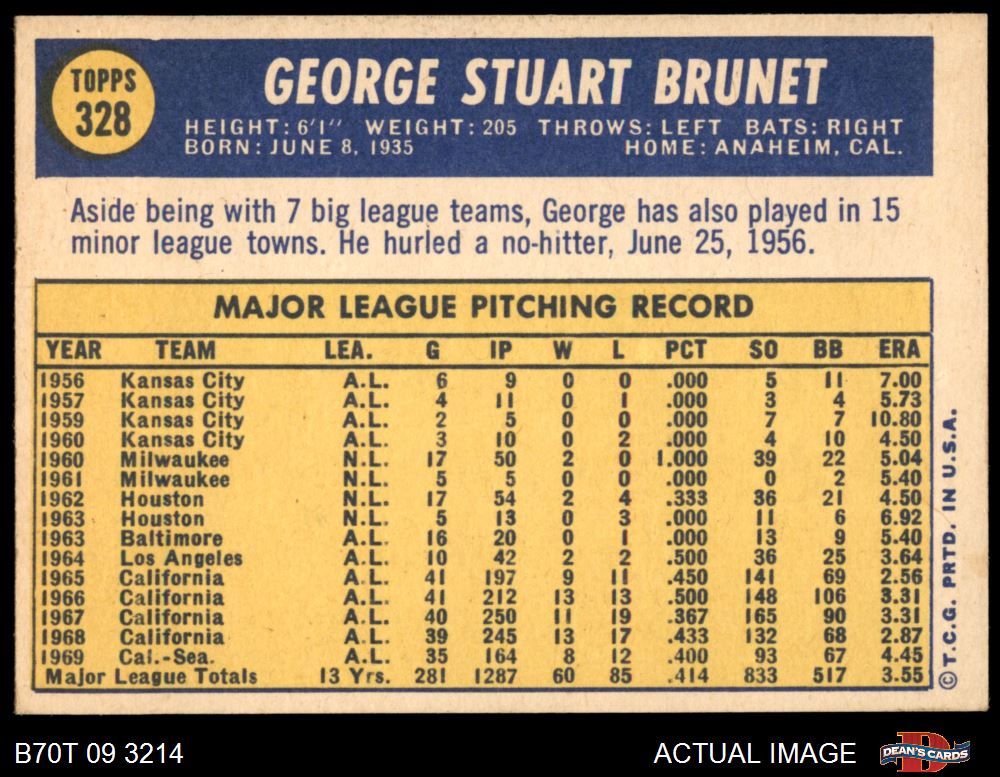 TOPPS
328
GEORGE STUART BRUNET
HEIGHT: 6'1" WEIGHT: 205 THROWS: LEFT BATS: RIGHT
BORN: JUNE 8, 1935 HOME: ANAHEIM, CAL.
Aside being with 7 big league teams, George has also played in 15
minor league towns. He hurled a no-hitter, June 25, 1956.
MAJOR LEAGUE PITCHING RECORD
YEAR TEAM LEA. G IP W L PCT SO BB ERA
1956 Kansas City A.L. 6 9 0 0 .000 5 11 7.00
1957 Kansas City A.L. 4 11 0 1 .000 3 4 5.73
1959 Kansas City A.L. 2 5 0 0 .000 7 7 10.80
1960 Kansas City A.L. 3 10 0 2 .000 4 10 4.50
1960 Milwaukee N.L. 17 50 2 0 1.000 39 22 5.04
1961 Milwaukee N.L. 5 5 0 0 .000 0 2 5.40
1962 Houston N.L. 17 54 2 4 .333 36 21 4.50
1963 Houston N.L. 5 13 0 3 .000 11 6 6.92
1963 Baltimore A.L. 16 20 0 1 .000 13 9 5.40
1964 Los Angeles A.L. 10 42 2 2 .500 36 25 3.64
1965 California A.L. 41 197 9 11 .450 141 69 2.56
1966 California A.L. 41 212 13 13 .500 148 106 3.31
1967 California A.L. 40 250 11 19 .367 165 90 3.31
1968 California A.L. 39 245 13 17 .433 132 68 2.87
1969 Cal.-Sea. A.L. 35 164 8 12 .400 93 67 4.45
Major League Totals 13 Yrs. 281 1287 60 85 .414 833 517 3.55
©T.C.G. PRTD. IN U.S.A.
B70T 09 3214
ACTUAL IMAGE
DEAN'S CARDS